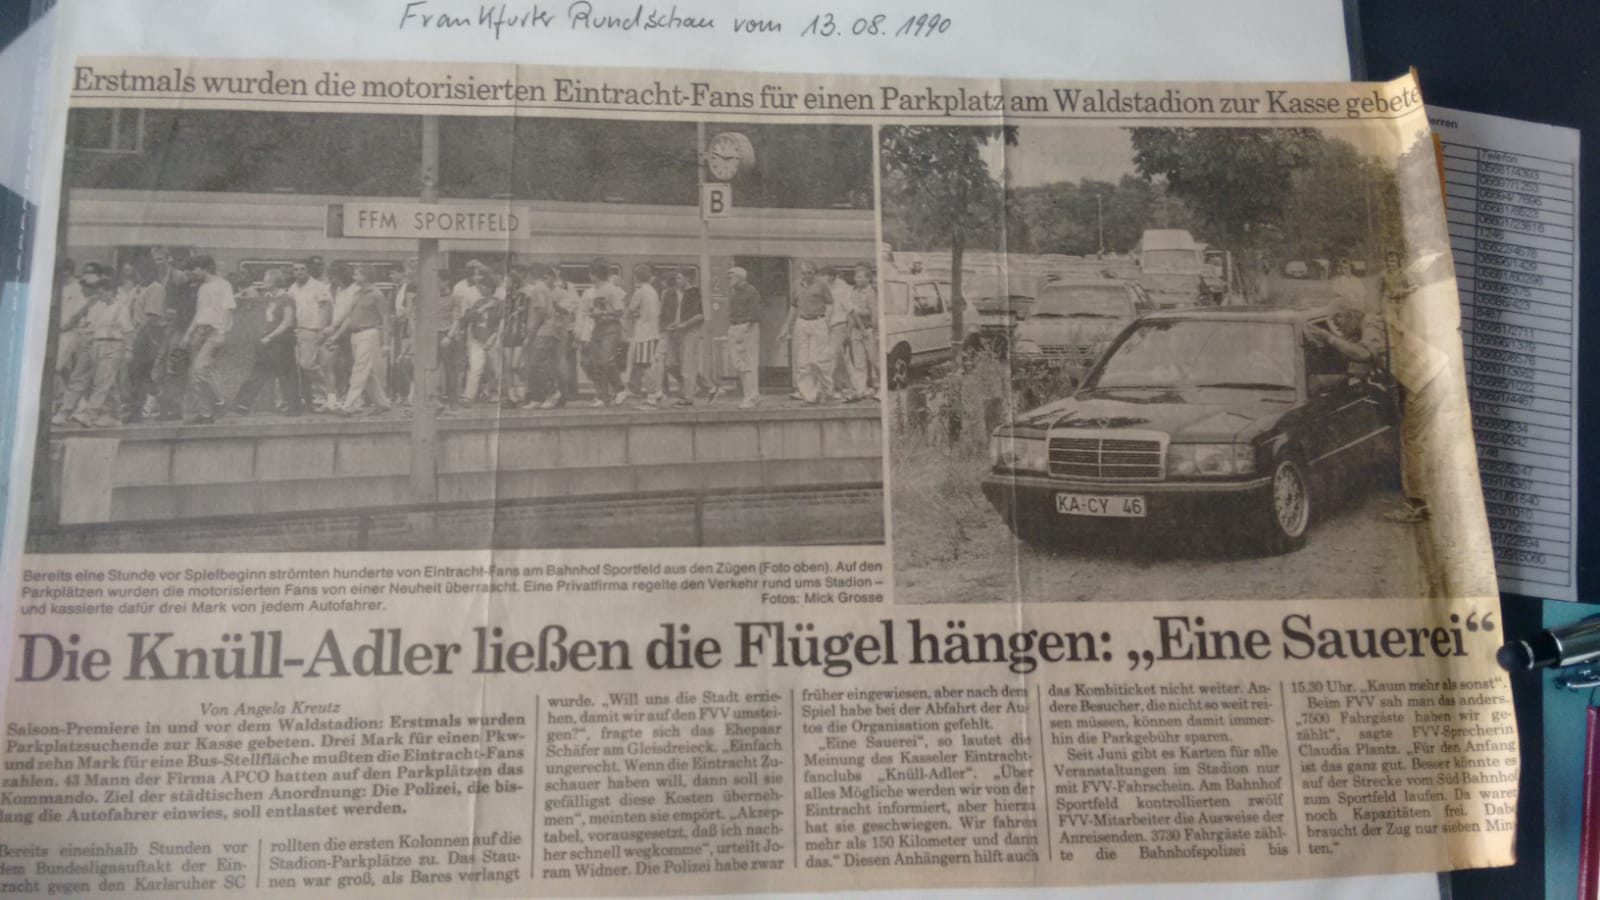 Frankfurter Rundschau vom 13.08.1990
Erstmals wurden die motorisierten Eintracht-Fans für einen Parkplatz am Waldstadion zur Kasse gebete
FFM SPORTFELD
B
KA-CY 46
Bereits eine Stunde vor Spielbeginn strömten hunderte von Eintracht-Fans am Bahnhof Sportfeld aus den Zügen (Foto oben). Auf den
Parkplätzen wurden die motorisierten Fans von einer Neuheit überrascht. Eine Privatfirma regelte den Verkehr rund ums Stadion –
und kassierte dafür drei Mark von jedem Autofahrer.
Fotos: Mick Grosse
Die Knüll-Adler ließen die Flügel hängen: „Eine Sauerei“
Von Angela Kreutz
Saison-Premiere in und vor dem Waldstadion: Erstmals wurden
Parkplatzsuchende zur Kasse gebeten. Drei Mark für einen Pkw-
und zehn Mark für eine Bus-Stellfläche mußten die Eintracht-Fans
zahlen. 43 Mann der Firma APCO hatten auf den Parkplätzen das
Kommando. Ziel der städtischen Anordnung: Die Polizei, die bis-
lang die Autofahrer einwies, soll entlastet werden.
Bereits eineinhalb Stunden vor
dem Bundesligaauftakt der Ein-
tracht gegen den Karlsruher SC
rollten die ersten Kolonnen auf die
Stadion-Parkplätze zu. Das Stau-
nen war groß, als Bares verlangt
wurde. „Will uns die Stadt erzie-
hen, damit wir auf den FVV umstei-
gen?“, fragte sich das Ehepaar
Schäfer am Gleisdreieck. „Einfach
ungerecht. Wenn die Eintracht Zu-
schauer haben will, dann soll sie
gefälligst diese Kosten überneh-
men“, meinten sie empört. „Akzep-
tabel, vorausgesetzt, daß ich nach-
her schnell wegkomme“, urteilt Jo-
ram Widner. Die Polizei habe zwar
früher eingewiesen, aber nach dem
Spiel habe bei der Abfahrt der Au-
tos die Organisation gefehlt.
„Eine Sauerei“, so lautet die
Meinung des Kasseler Eintracht-
fanclubs „Knüll-Adler“. „Über
alles Mögliche werden wir von der
Eintracht informiert, aber hierzu
hat sie geschwiegen. Wir fahren
mehr als 150 Kilometer und dann
das.“ Diesen Anhängern hilft auch
das Kombiticket nicht weiter. An-
dere Besucher, die nicht so weit rei-
sen müssen, können damit immer-
hin die Parkgebühr sparen.
Seit Juni gibt es Karten für alle
Veranstaltungen im Stadion nur
mit FVV-Fahrschein. Am Bahnhof
Sportfeld kontrollierten zwölf
FVV-Mitarbeiter die Ausweise der
Anreisenden. 3730 Fahrgäste zähl-
te die Bahnhofspolizei bis
15.30 Uhr. „Kaum mehr als sonst“.
Beim FVV sah man das anders.
„7500 Fahrgäste haben wir ge-
zählt“, sagte FVV-Sprecherin
Claudia Plantz. „Für den Anfang
ist das ganz gut. Besser könnte es
auf der Strecke vom Süd-Bahnhof
zum Sportfeld laufen. Da waren
noch Kapazitäten frei. Dabe
braucht der Zug nur sieben Min
ten.“
erren
Telefon